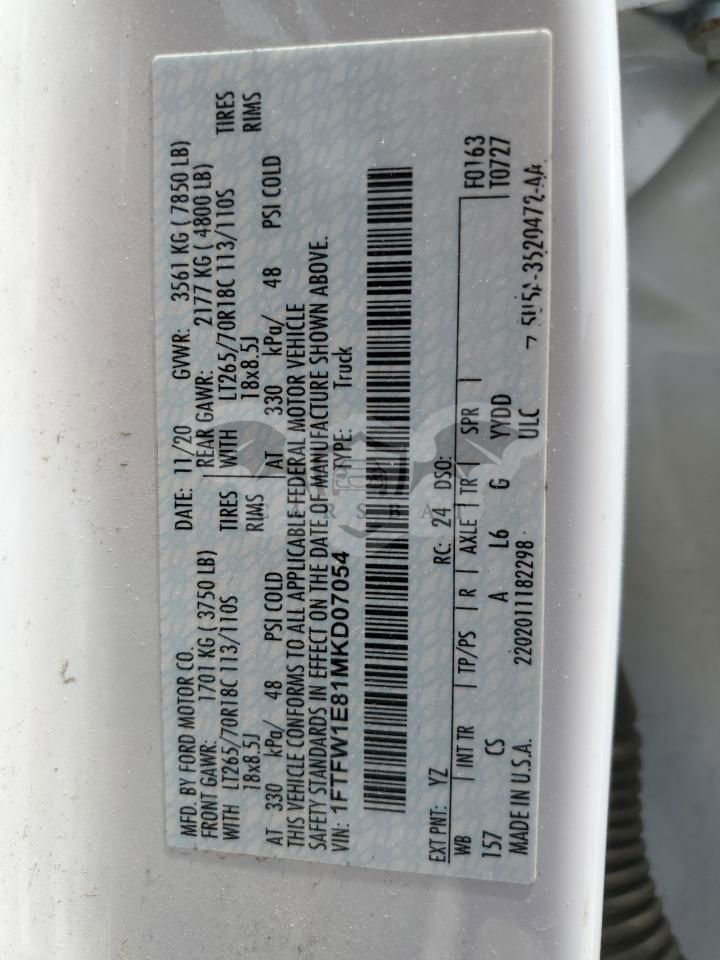 MFD. BY FORD MOTOR CO.
DATE: 11/20 GVWR: 3561 KG ( 7850 LB)
FRONT GAWR: 1701 KG ( 3750 LB) REAR GAWR: 2177 KG ( 4800 LB)
WITH LT265/70R18C 113/110S TIRES WITH LT265/70R18C 113/110S TIRES
18x8.5J RIMS 18x8.5J RIMS
AT 330 kPa/ 48 PSI COLD AT 330 kPa/ 48 PSI COLD
THIS VEHICLE CONFORMS TO ALL APPLICABLE FEDERAL MOTOR VEHICLE
SAFETY STANDARDS IN EFFECT ON THE DATE OF MANUFACTURE SHOWN ABOVE.
VIN: 1FTFW1E81MKD07054 TYPE: Truck
EXT PNT: YZ RC: 24 DSO: F0163
WB INT TR TP/PS R AXLE TR SPR T0727
157 CS A L6 G YYDD
MADE IN U.S.A. 2202011182298 ULC